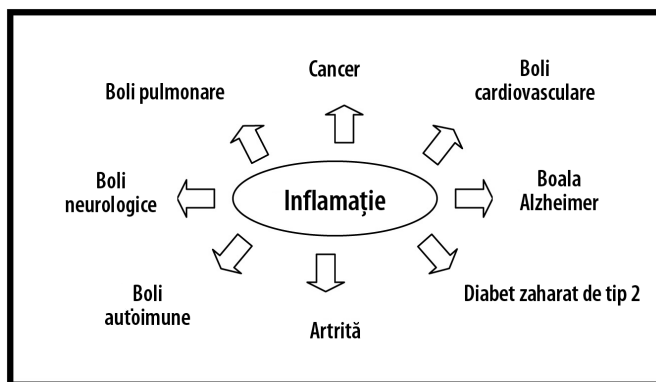 Cancer
Boli
cardiovasculare
Boli pulmonare
Boli
neurologice
Inflamație
Boala
Alzheimer
Boli
autoimune
Artrită
Diabet zaharat de tip 2